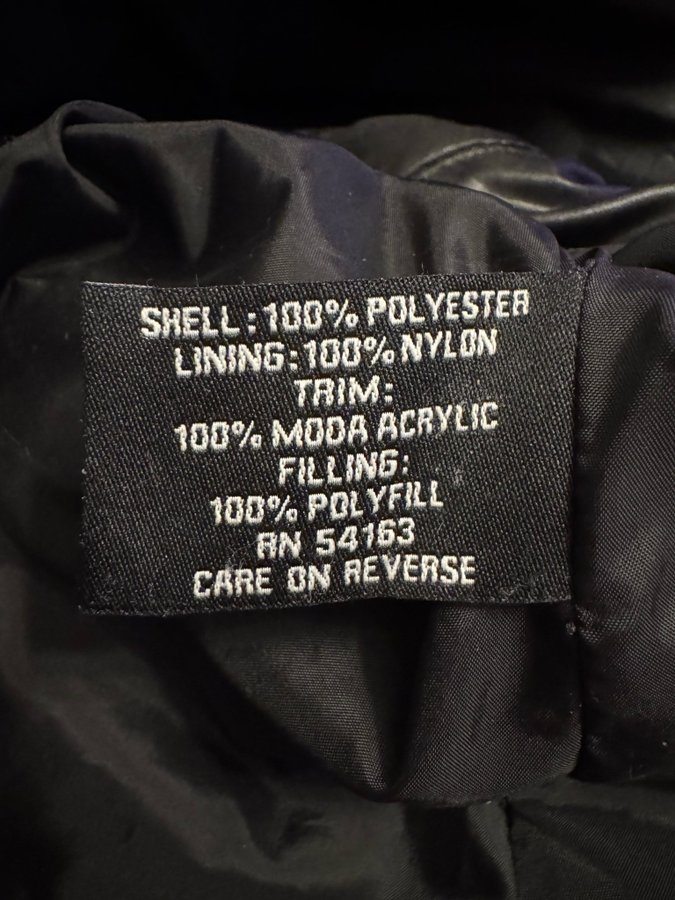 SHELL: 100% POLYESTER
LINING: 100% NYLON
TRIM:
100% MODA ACRYLIC
FILLING:
100% POLYFILL
RN 54163
CARE ON REVERSE